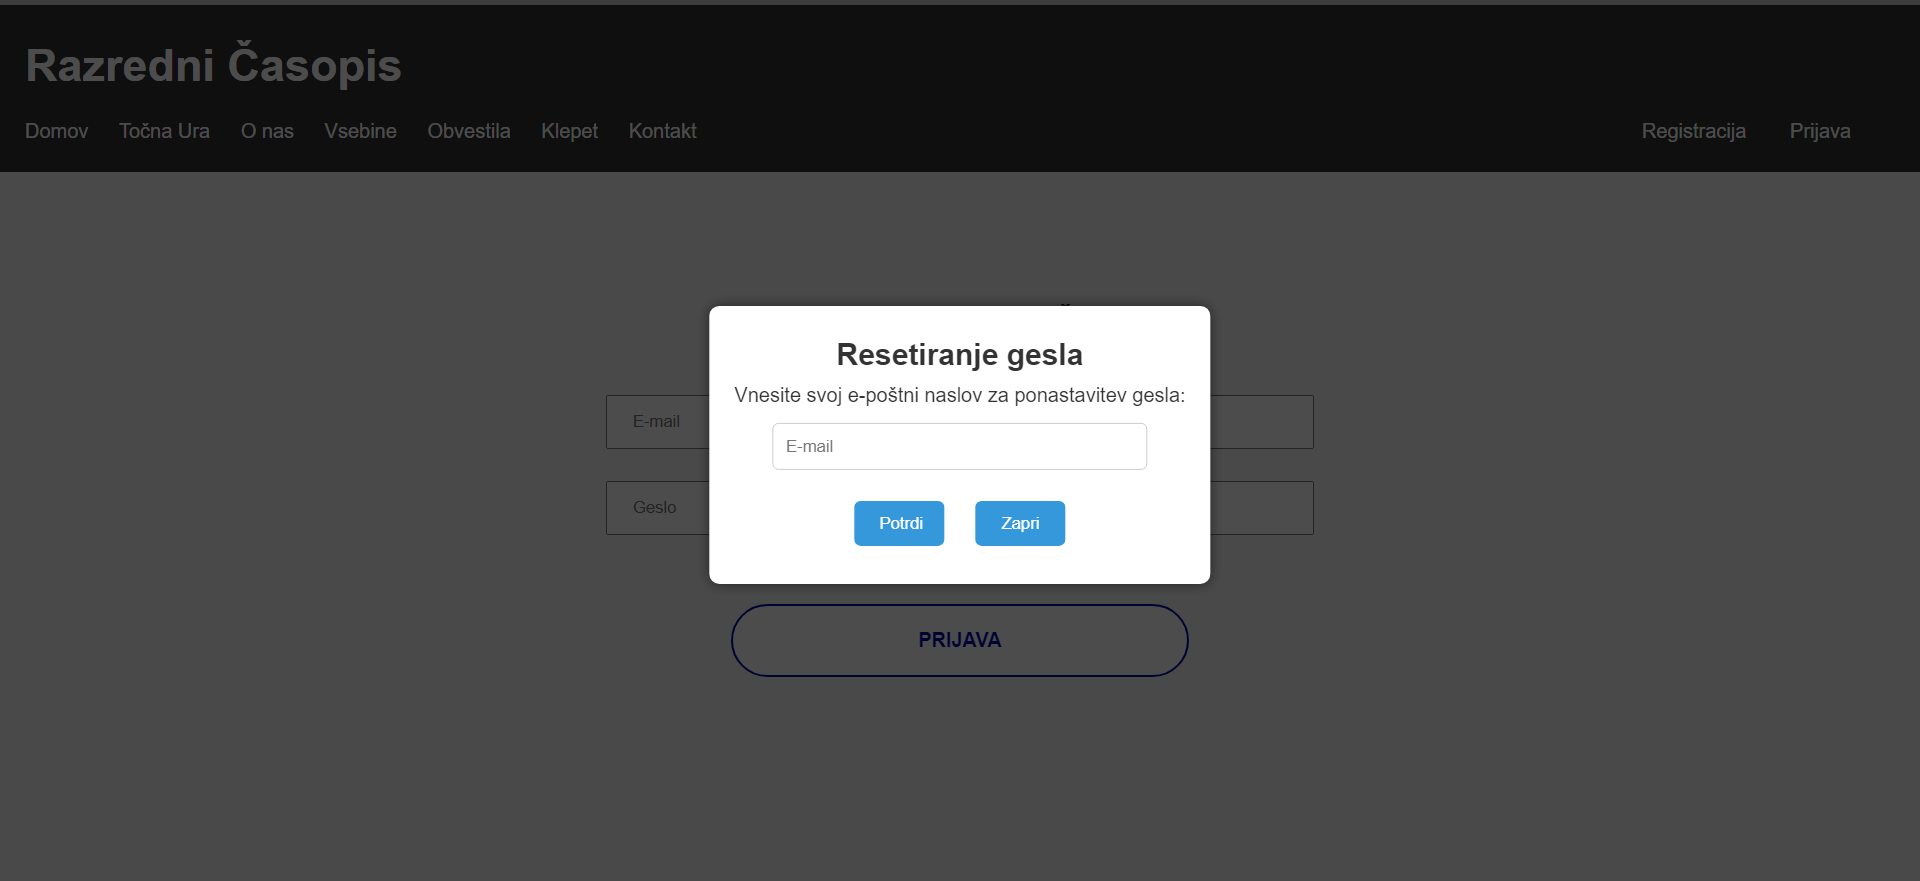 Razredni Časopis
Domov Točna Ura O nas Vsebine Obvestila Klepet Kontakt Registracija Prijava
Resetiranje gesla
Vnesite svoj e-poštni naslov za ponastavitev gesla:
E-mail
E-mail
Geslo
Potrdi Zapri
PRIJAVA